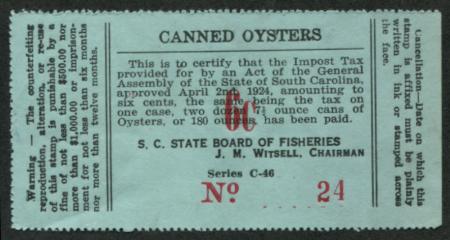 Warning — The counterfeiting
reproduction, alteration, or re-use
of this stamp is punishable by a
fine of not less than $500.00 nor
more than $1,000.00 or imprison-
ment for not less than six months
nor more than twelve months.
CANNED OYSTERS
This is to certify that the Impost Tax
provided for by an Act of the General
Assembly of the State of South Carolina,
approved April 2nd, 1924, amounting to
six cents, the same being the tax on
one case, two dozen 7½ ounce cans of
Oysters, or 180 ounces, has been paid.
6c
S. C. STATE BOARD OF FISHERIES
J. M. WITSELL, CHAIRMAN
Series C-46
No 24
Cancellation—Date on which this
stamp is affixed must be plainly
written in ink or stamped across
the face.